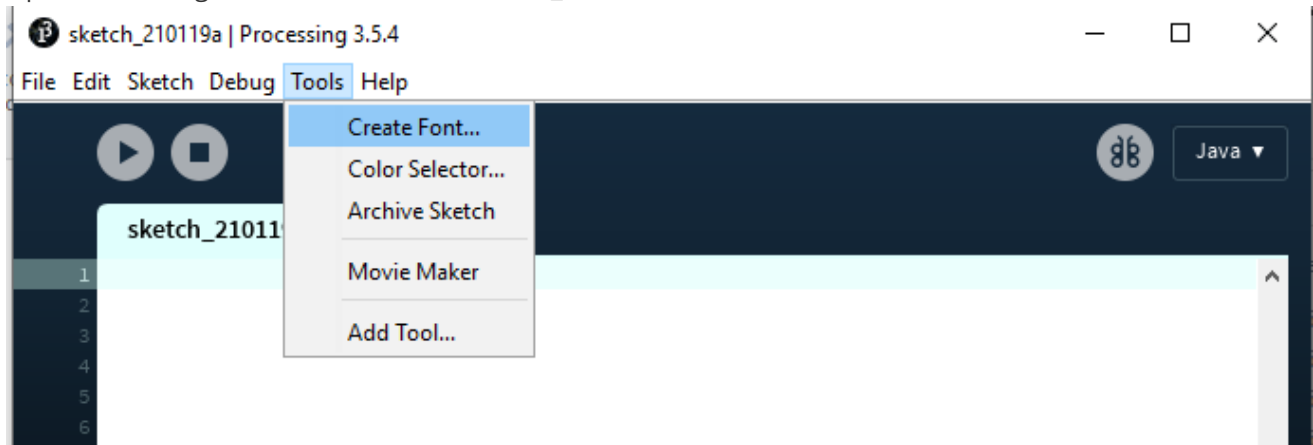 sketch_210119a | Processing 3.5.4
File Edit Sketch Debug Tools Help
Create Font...
Color Selector...
Java ▼
Archive Sketch
sketch_21011
Movie Maker
Add Tool...
1
2
3
4
5
6